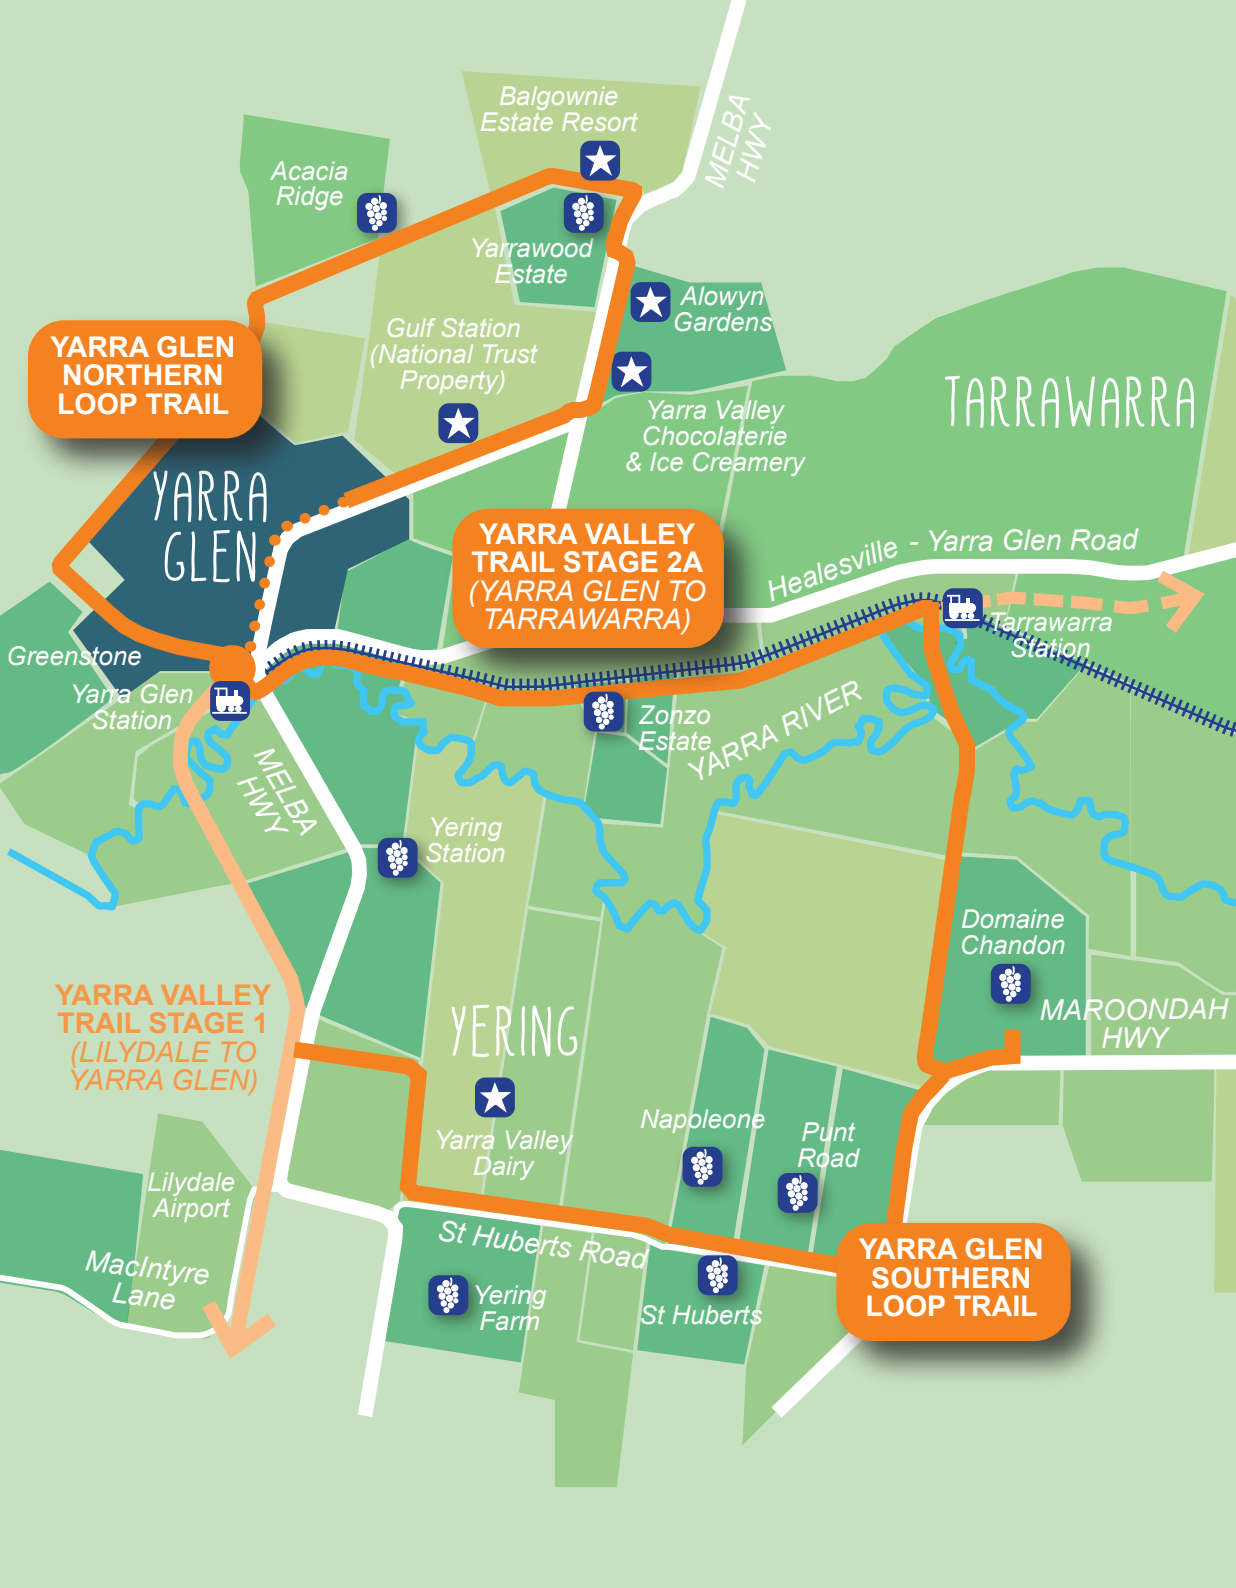 Balgownie
Estate Resort
MELBA
HWY
Acacia
Ridge
Yarrawood
Estate
Alowyn
Gardens
Gulf Station
(National Trust
Property)
YARRA GLEN
NORTHERN
LOOP TRAIL
TARRAWARRA
Yarra Valley
Chocolaterie
& Ice Creamery
YARRA
GLEN
YARRA VALLEY
TRAIL STAGE 2A
(YARRA GLEN TO
TARRAWARRA)
Healesville - Yarra Glen Road
Tarrawarra
Station
Greenstone
Yarra Glen
Station
Zonzo
Estate
YARRA RIVER
MELBA
HWY
Yering
Station
Domaine
Chandon
YARRA VALLEY
TRAIL STAGE 1
(LILYDALE TO
YARRA GLEN)
YERING
MAROONDAH
HWY
Yarra Valley
Dairy
Napoleone
Punt
Road
Lilydale
Airport
St Huberts Road
MacIntyre
Lane
Yering
Farm
St Huberts
YARRA GLEN
SOUTHERN
LOOP TRAIL